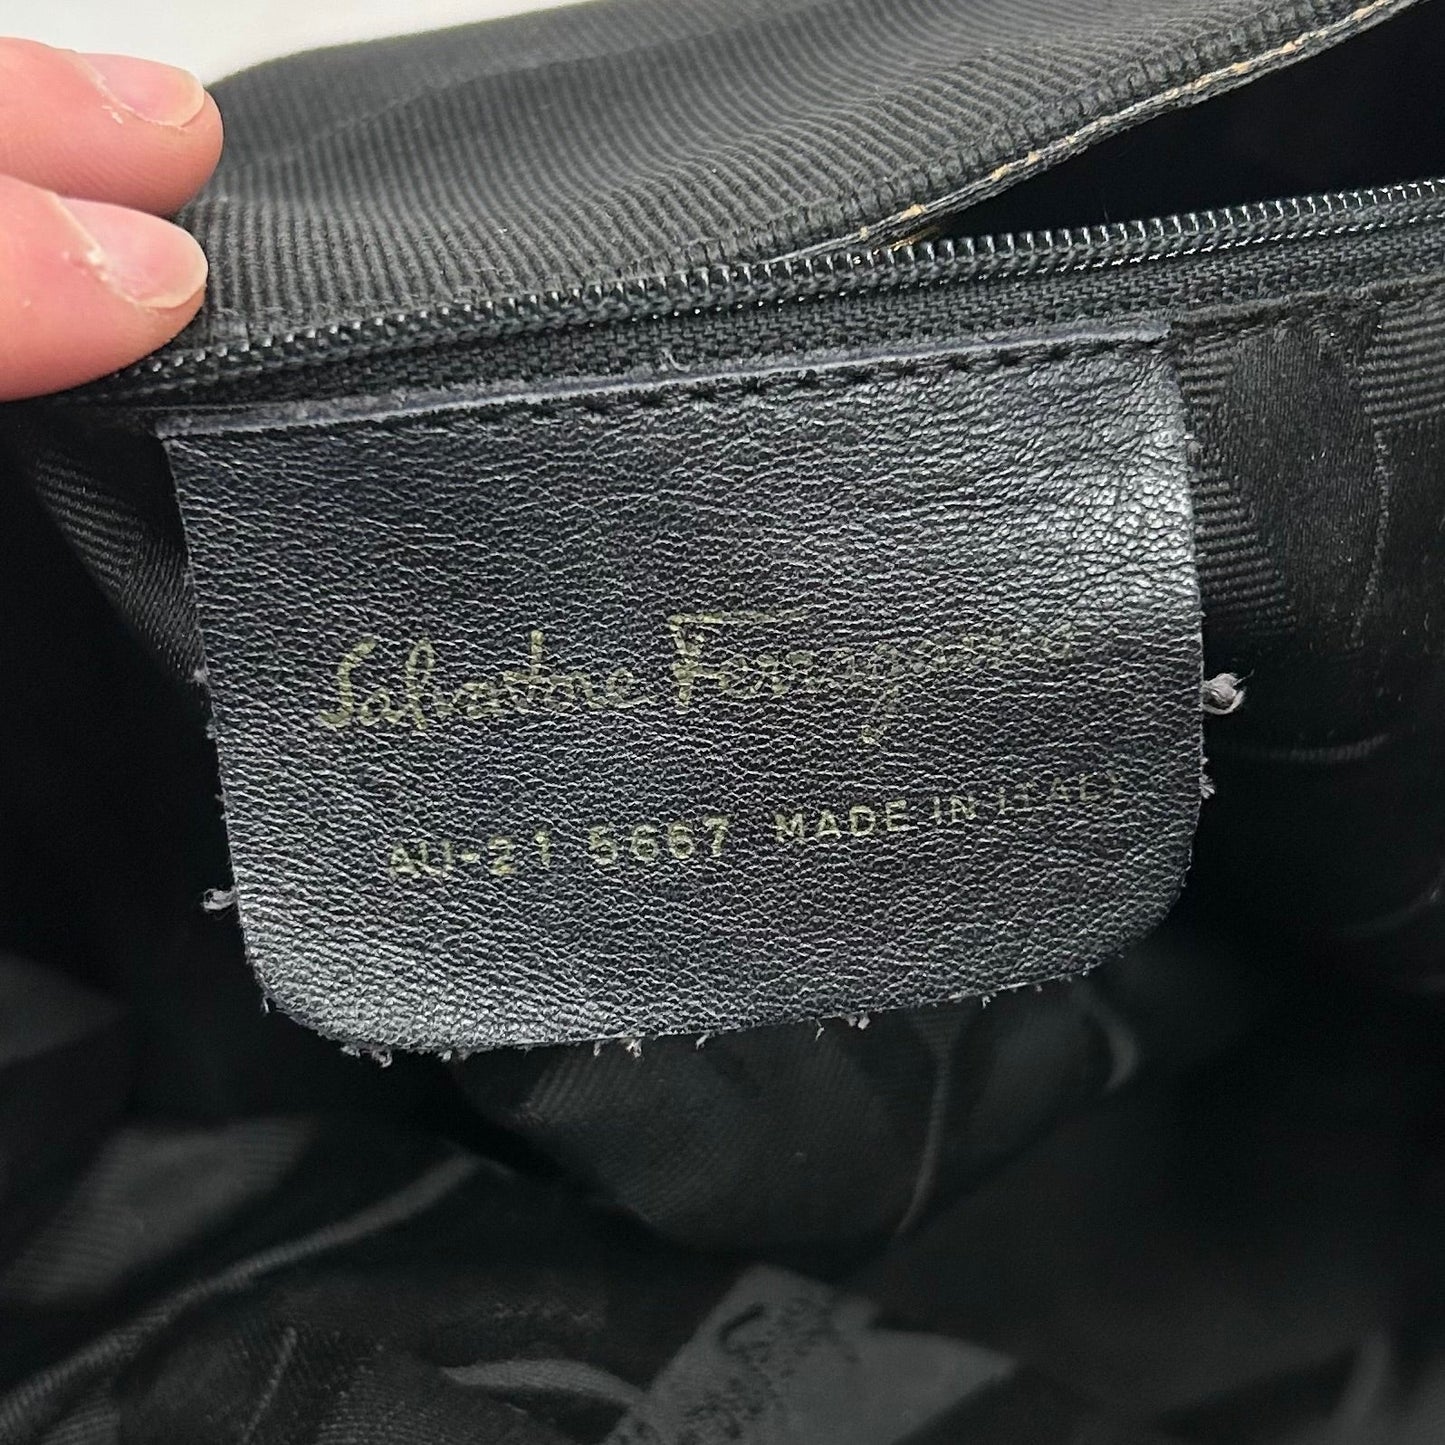 Salvatore Ferragamo
AU-21 5667 MADE IN ITALY